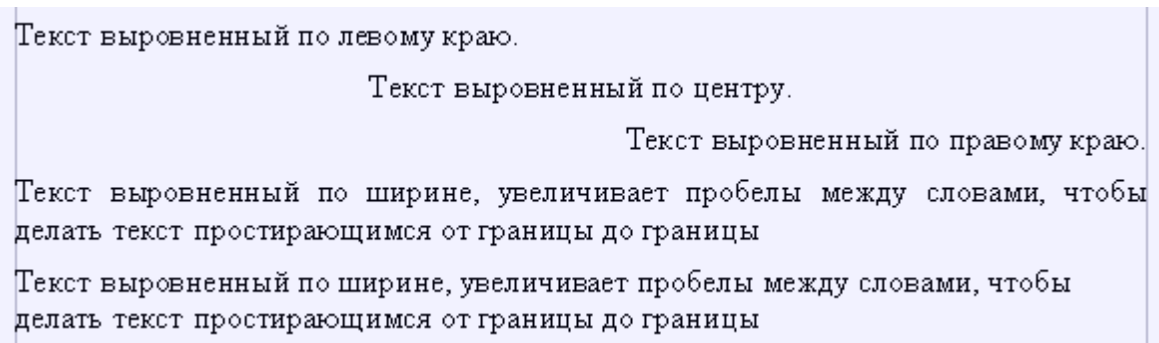 Текст выровненный по левому краю.
Текст выровненный по центру.
Текст выровненный по правому краю.
Текст выровненный по ширине, увеличивает пробелы между словами, чтобы
делать текст простирающимся от границы до границы
Текст выровненный по ширине, увеличивает пробелы между словами, чтобы
делать текст простирающимся от границы до границы